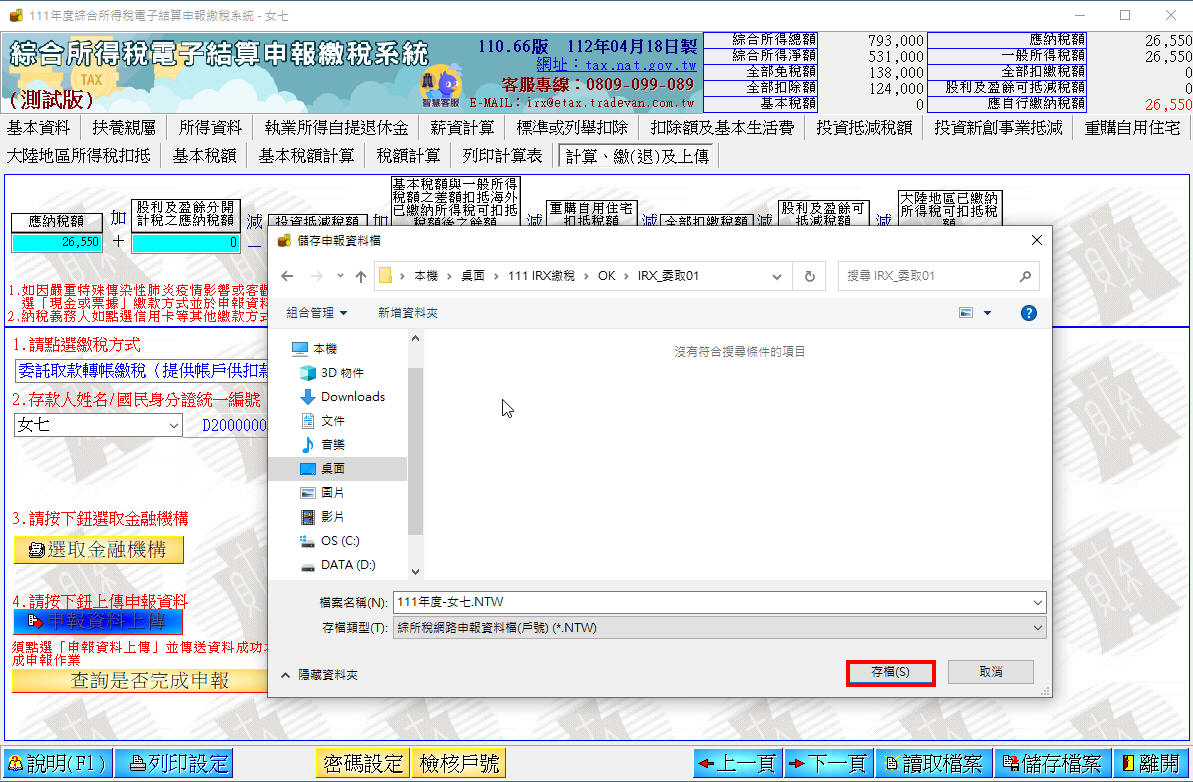 111年度綜合所得稅電子結算申報繳稅系統 - 女七
綜合所得稅電子結算申報繳稅系統
(測試版)
TAX
智慧客服
110.66版 112年04月18日製
網址：tax.nat.gov.tw
客服專線：0809-099-089
E-MAIL：irx@etax.tradevan.com.tw
綜合所得總額 793,000 應納稅額 26,550
綜合所得淨額 531,000 一般所得稅額 26,550
全部免稅額 138,000 全部扣繳稅額 0
全部扣除額 124,000 股利及盈餘可抵減稅額 0
基本稅額 0 應自行繳納稅額 26,550
基本資料 扶養親屬 所得資料 執業所得自提退休金 薪資計算 標準或列舉扣除 扣除額及基本生活費 投資抵減稅額 投資新創事業抵減 重購自用住宅
大陸地區所得稅扣抵 基本稅額 基本稅額計算 稅額計算 列印計算表 計算、繳(退)及上傳
應納稅額
26,550
加
+
股利及盈餘分開
計稅之應納稅額
0
減
—
投資抵減稅額
加
基本稅額與一般所得
稅額之差額扣抵海外
已繳納所得稅可扣抵
稅額後之餘額
減
重購自用住宅
扣抵稅額
減
全部扣繳稅額
減
股利及盈餘可
抵減稅額
減
大陸地區已繳納
所得稅可扣抵稅
額
1.如因嚴重特殊傳染性肺炎疫情影響或客觀
選「現金或票據」繳款方式並於申報資料
2.納稅義務人如點選信用卡等其他繳款方式
1.請點選繳稅方式
委託取款轉帳繳稅（提供帳戶供扣款
2.存款人姓名/國民身分證統一編號
女七 D2000000
3.請按下鈕選取金融機構
選取金融機構
4.請按下鈕上傳申報資料
申報資料上傳
須點選「申報資料上傳」並傳送資料成功
成申報作業
查詢是否完成申報
儲存申報資料檔
本機 › 桌面 › 111 IRX繳稅 › OK › IRX_委取01
搜尋 IRX_委取01
組合管理 新增資料夾
本機
3D 物件
Downloads
文件
音樂
桌面
圖片
影片
OS (C:)
DATA (D:)
沒有符合搜尋條件的項目
檔案名稱(N): 111年度-女七.NTW
存檔類型(T): 綜所稅網路申報資料檔(戶號) (*.NTW)
隱藏資料夾 存檔(S) 取消
說明(F1) 列印設定 密碼設定 檢核戶號 上一頁 下一頁 讀取檔案 儲存檔案 離開